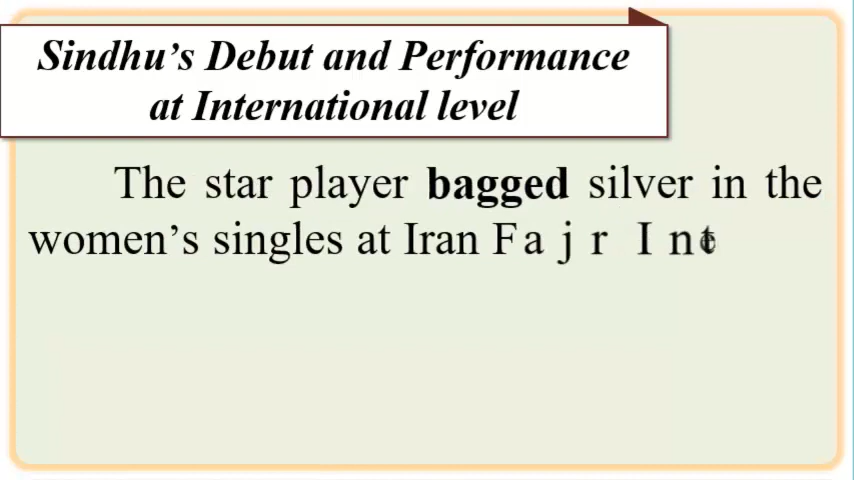 Sindhu’s Debut and Performance
at International level
The star player bagged silver in the
women’s singles at Iran Fajr Int